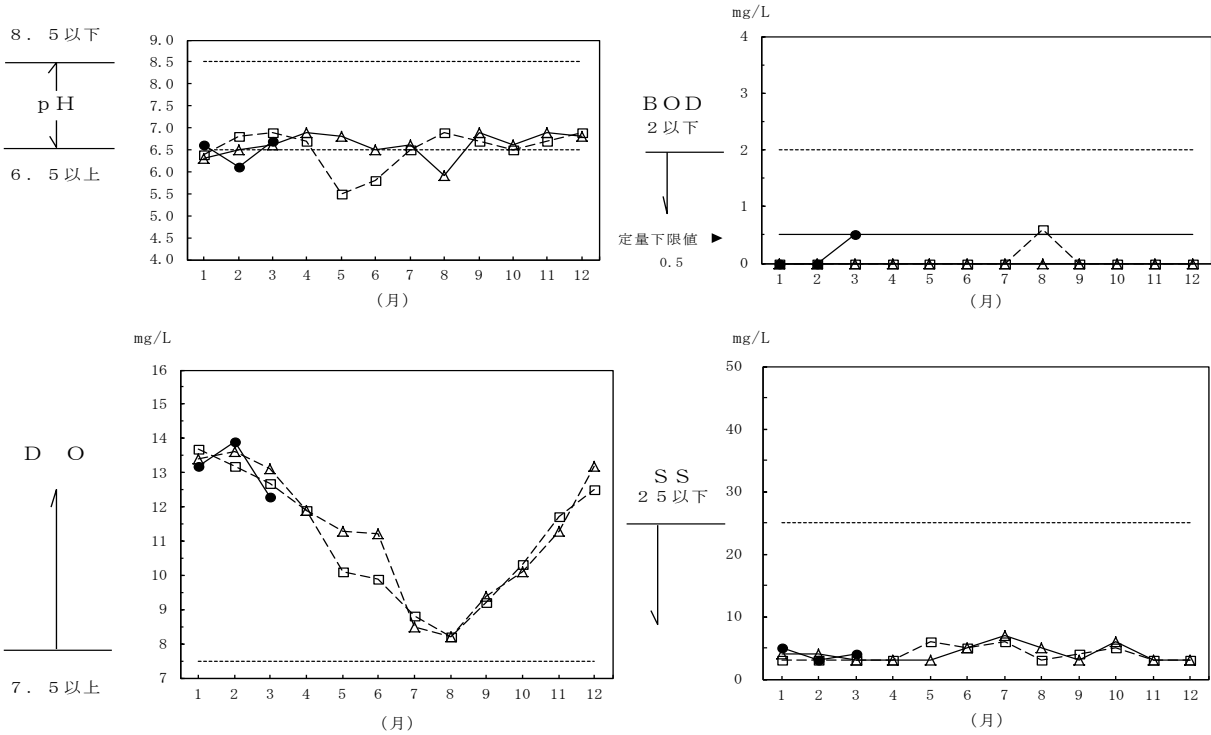 ８．５以下
ｐＨ
６．５以上
9.0
8.5
8.0
7.5
7.0
6.5
6.0
5.5
5.0
4.5
4.0
1 2 3 4 5 6 7 8 9 10 11 12
(月)
mg/L
ＢＯＤ
２以下
定量下限値 ►
0.5
4
3
2
1
0
1 2 3 4 5 6 7 8 9 10 11 12
(月)
mg/L
Ｄ Ｏ
７．５以上
16
15
14
13
12
11
10
9
8
7
1 2 3 4 5 6 7 8 9 10 11 12
(月)
mg/L
ＳＳ
２５以下
50
40
30
20
10
0
1 2 3 4 5 6 7 8 9 10 11 12
(月)